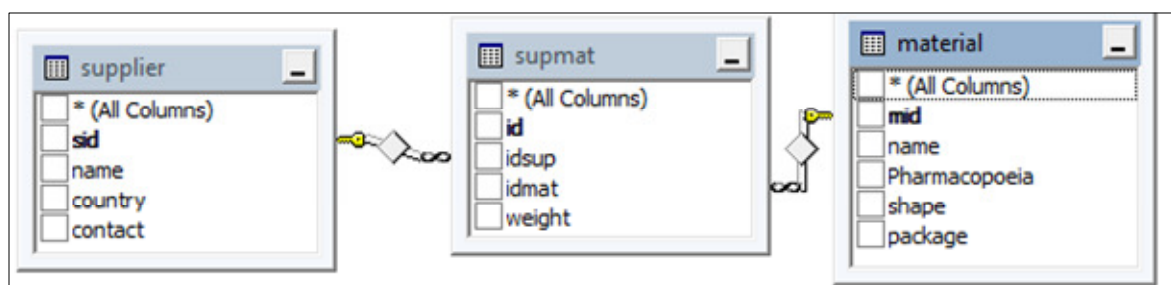 supplier
* (All Columns)
sid
name
country
contact
supmat
* (All Columns)
id
idsup
idmat
weight
material
* (All Columns)
mid
name
Pharmacopoeia
shape
package